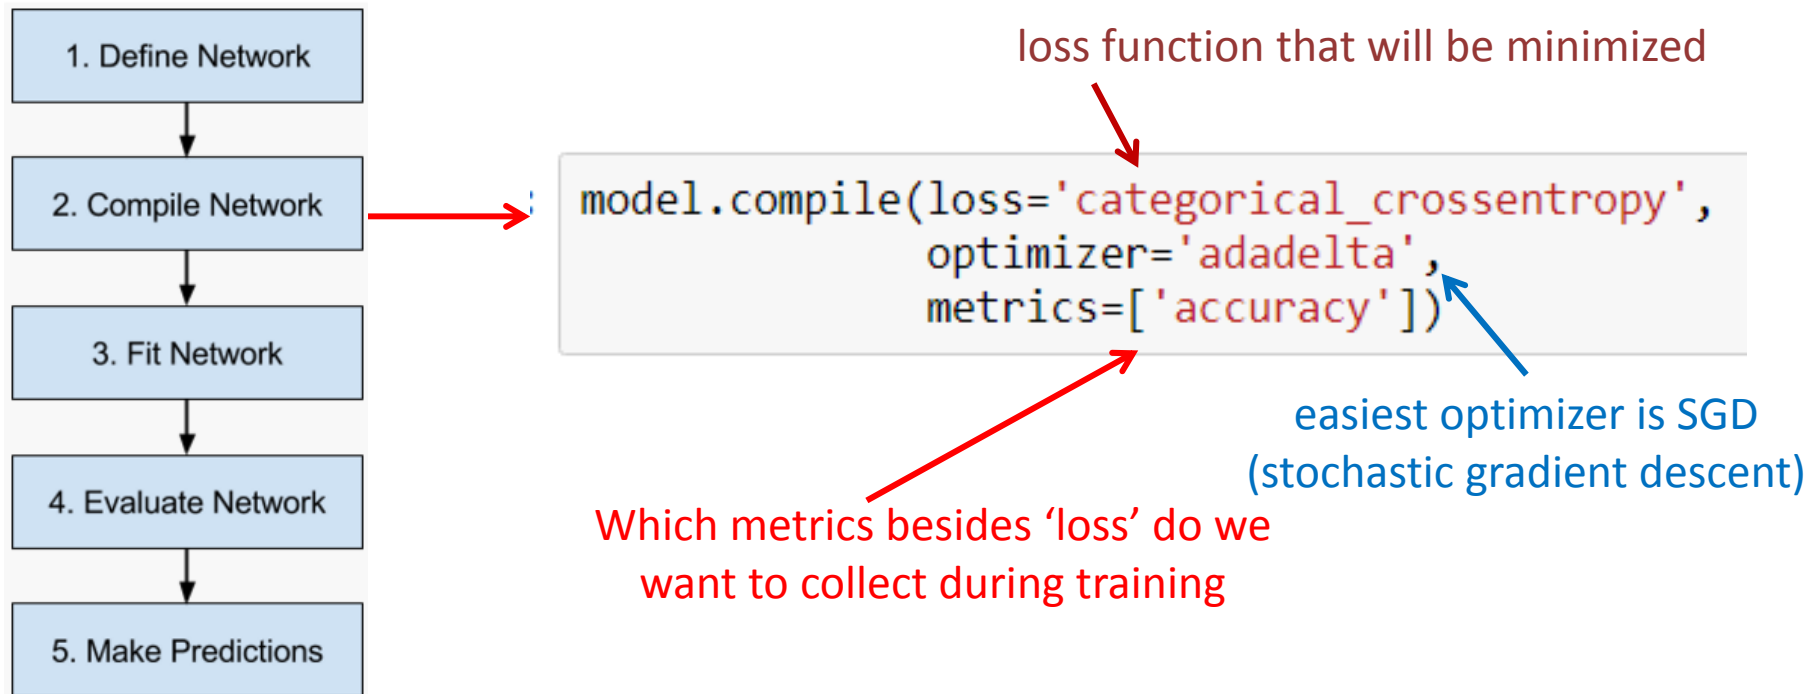 1. Define Network
2. Compile Network
3. Fit Network
4. Evaluate Network
5. Make Predictions
loss function that will be minimized
model.compile(loss='categorical_crossentropy',
optimizer='adadelta',
metrics=['accuracy'])
easiest optimizer is SGD
(stochastic gradient descent)
Which metrics besides ‘loss’ do we
want to collect during training